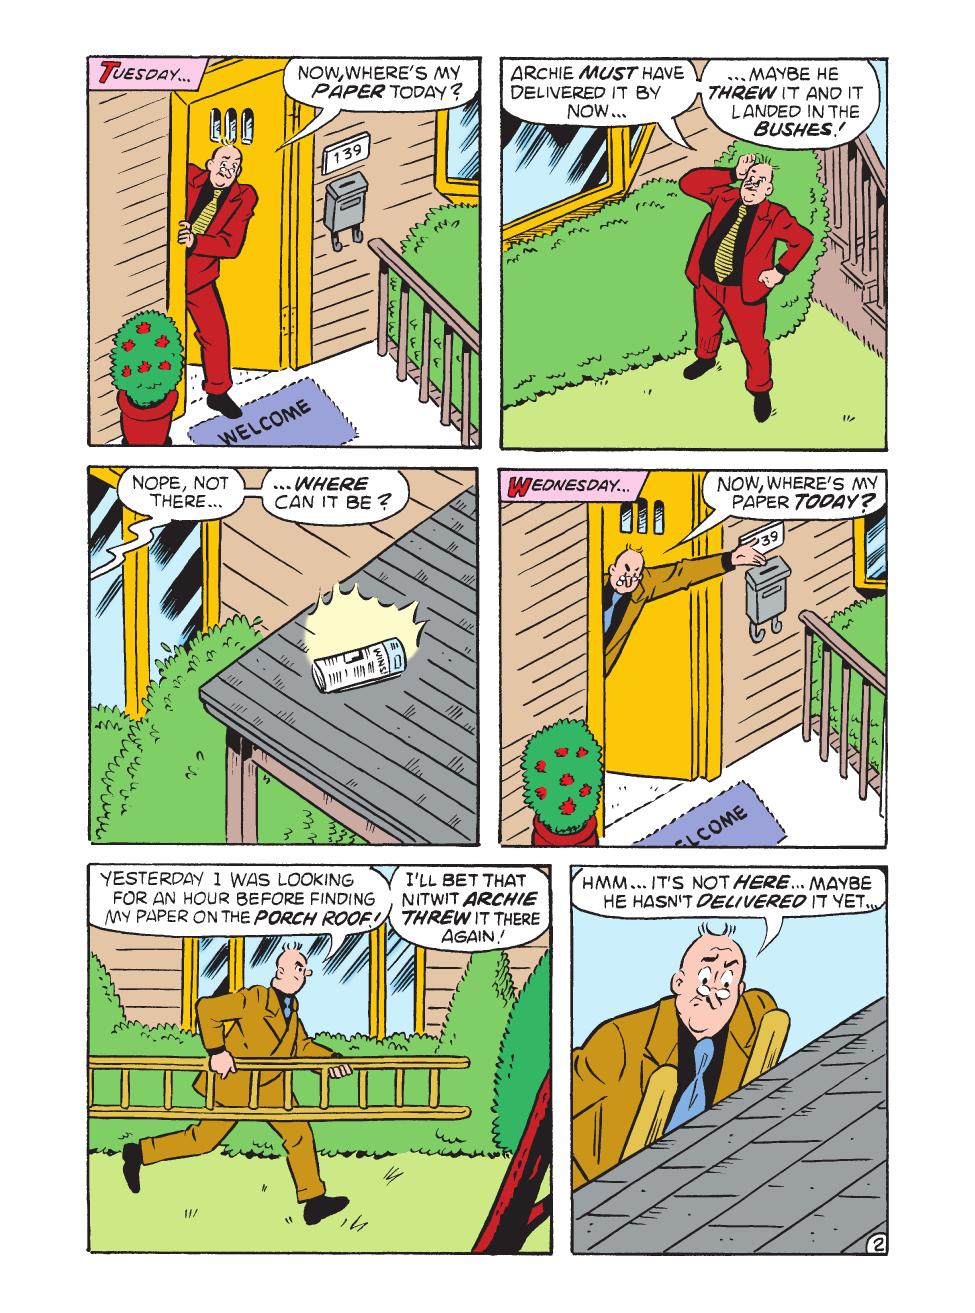 TUESDAY...
NOW, WHERE'S MY
PAPER TODAY?
139
WELCOME
ARCHIE MUST HAVE
DELIVERED IT BY
NOW...
...MAYBE HE
THREW IT AND IT
LANDED IN THE
BUSHES!
NOPE, NOT
THERE...
...WHERE
CAN IT BE?
WINS!
WEDNESDAY...
NOW, WHERE'S MY
PAPER TODAY?
39
ELCOME
YESTERDAY I WAS LOOKING
FOR AN HOUR BEFORE FINDING
MY PAPER ON THE PORCH ROOF!
I'LL BET THAT
NITWIT ARCHIE
THREW IT THERE
AGAIN!
HMM... IT'S NOT HERE... MAYBE
HE HASN'T DELIVERED IT YET...
2